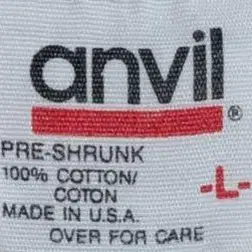 anvil®
PRE-SHRUNK
100% COTTON/
COTON
-L-
MADE IN U.S.A.
OVER FOR CARE